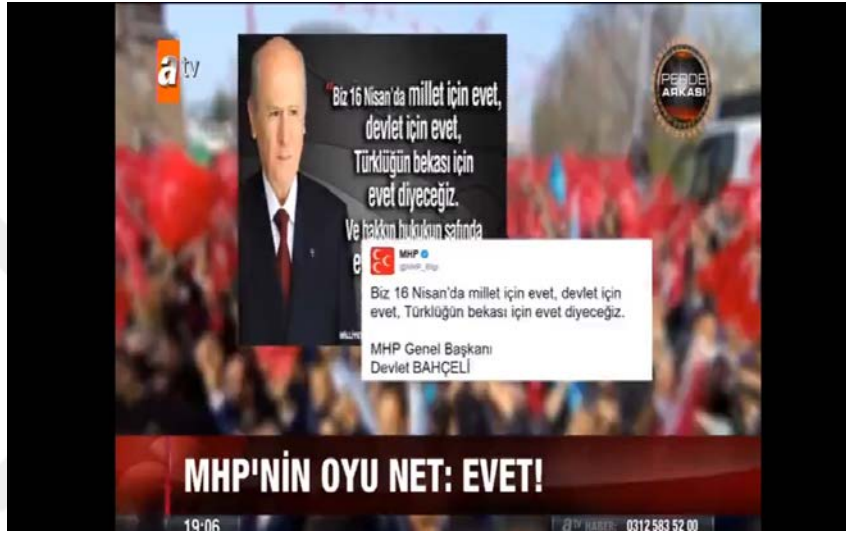 atv
PERDE
ARKASI
"Biz 16 Nisan'da millet için evet,
devlet için evet,
Türklüğün bekası için
evet diyeceğiz.
Ve hakkın hukukun safında
MHP
Biz 16 Nisan'da millet için evet, devlet için
evet, Türklüğün bekası için evet diyeceğiz.
MHP Genel Başkanı
Devlet BAHÇELİ
MHP'NİN OYU NET: EVET!
19:06
atv HABER: 0312 583 52 00